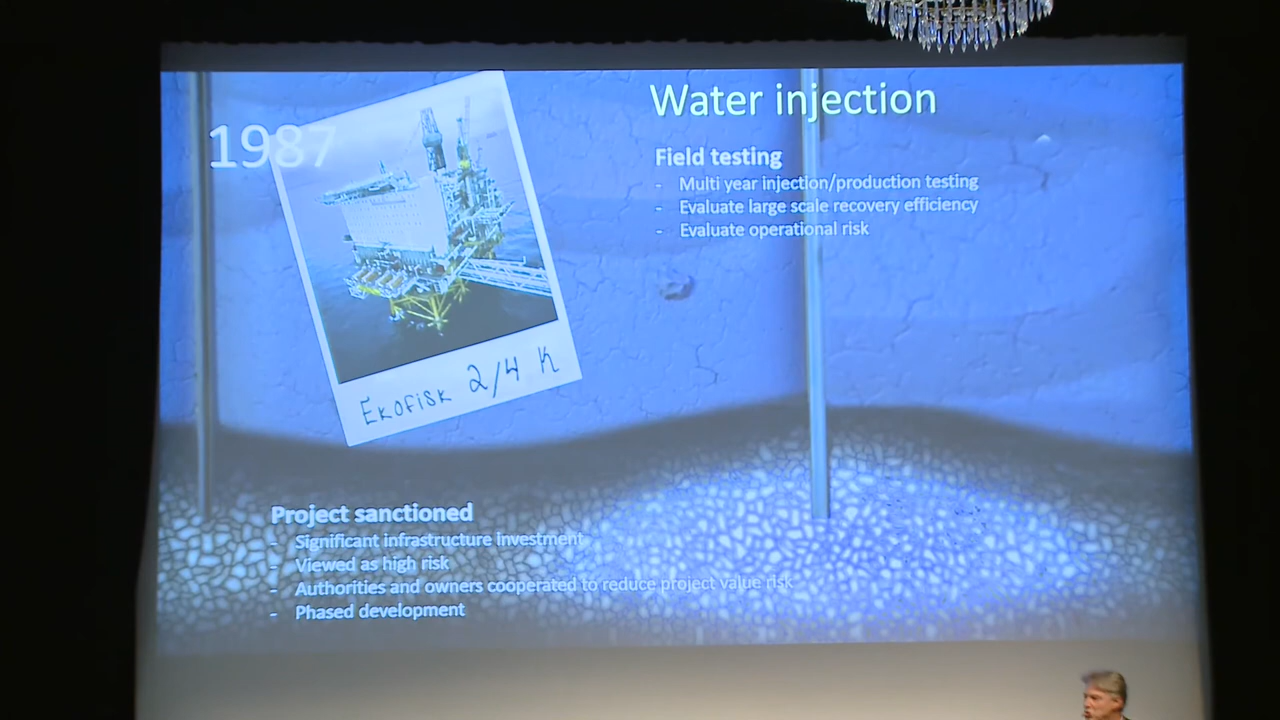 Water injection
1987
Field testing
- Multi year injection/production testing
- Evaluate large scale recovery efficiency
- Evaluate operational risk
EKOFISK 2/4 K
Project sanctioned
- Significant infrastructure investment
- Viewed as high risk
- Authorities and owners cooperated to reduce project value risk
- Phased development